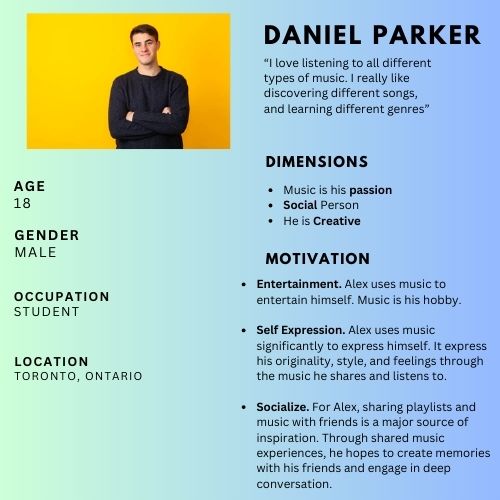 DANIEL PARKER
“I love listening to all different
types of music. I really like
discovering different songs,
and learning different genres”
AGE
18
GENDER
MALE
OCCUPATION
STUDENT
LOCATION
TORONTO, ONTARIO
DIMENSIONS
• Music is his passion
• Social Person
• He is Creative
MOTIVATION
• Entertainment. Alex uses music to
entertain himself. Music is his hobby.
• Self Expression. Alex uses music
significantly to express himself. It express
his originality, style, and feelings through
the music he shares and listens to.
• Socialize. For Alex, sharing playlists and
music with friends is a major source of
inspiration. Through shared music
experiences, he hopes to create memories
with his friends and engage in deep
conversation.